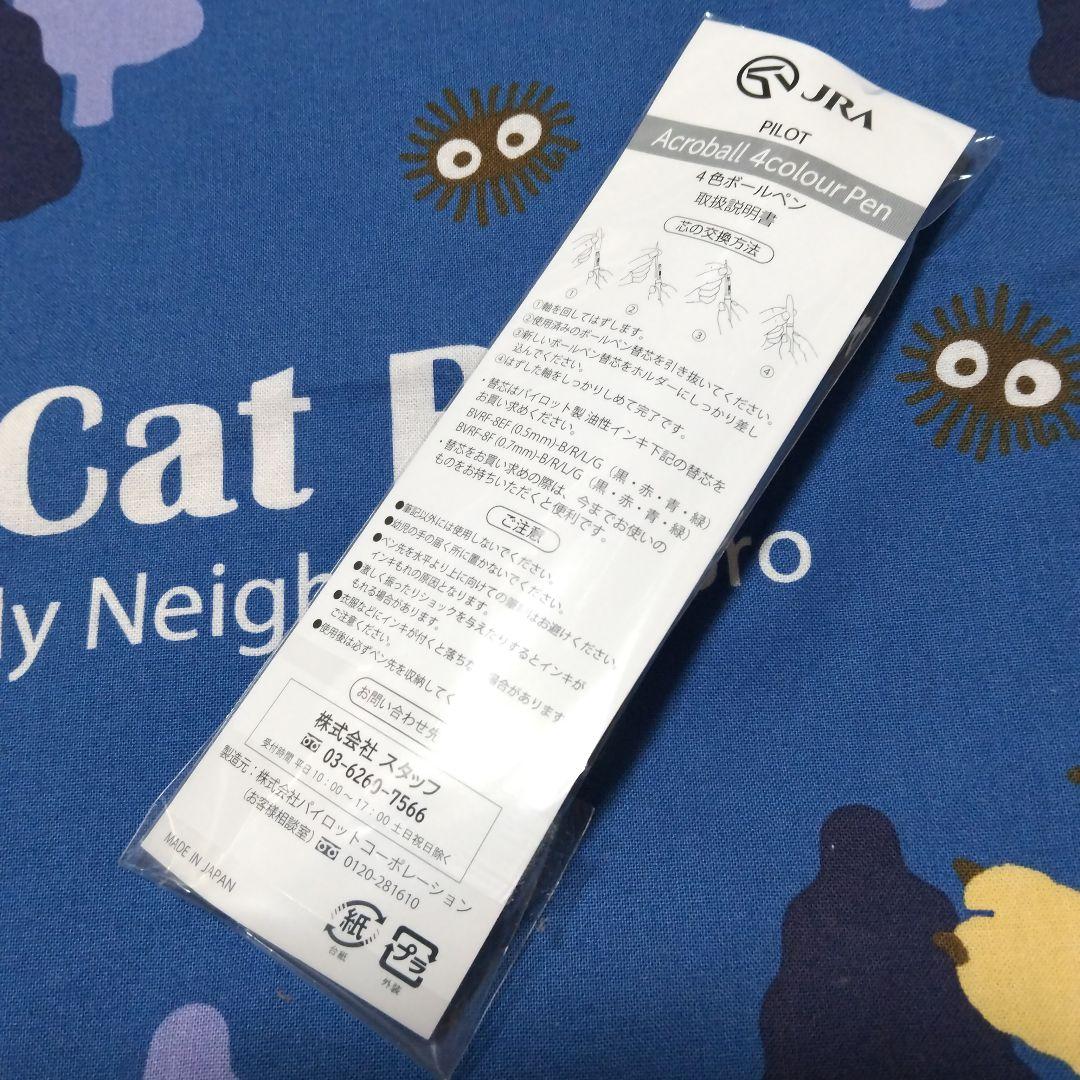 JRA
PILOT
Acroball 4colour Pen
4色ボールペン
取扱説明書
芯の交換方法
①
②
③
④
①軸を回してはずします。
②使用済みのボールペン替芯を引き抜いてください。
③新しいボールペン替芯をホルダーにしっかり差し
込んでください。
④はずした軸をしっかりしめて完了です。
・替芯はパイロット製 油性インキ下記の替芯を
お買い求めください。
BVRF-8EF (0.5mm)-B/R/L/G（黒・赤・青・緑）
BVRF-8F (0.7mm)-B/R/L/G（黒・赤・青・緑）
・替芯をお買い求めの際は、今までお使いの
ものをお持ちいただくと便利です。
ご注意
●筆記以外には使用しないでください。
●幼児の手の届く所に置かないでください。
●ペン先を水平より上に向けての筆記はお避けください。
インキもれの原因となります。
●激しく振ったりショックを与えたりするとインキが
もれる場合があります。
●衣服などにインキが付くと落ちない場合があります
ご注意ください。
●使用後は必ずペン先を収納してく
お問い合わせ先
株式会社 スタッフ
03-6260-7566
受付時間 平日 10：00～17：00 土日祝日除く
製造元：株式会社パイロットコーポレーション
(お客様相談室) 0120-281610
MADE IN JAPAN
紙
台紙
プラ
外装
Cat
Neigh
ro